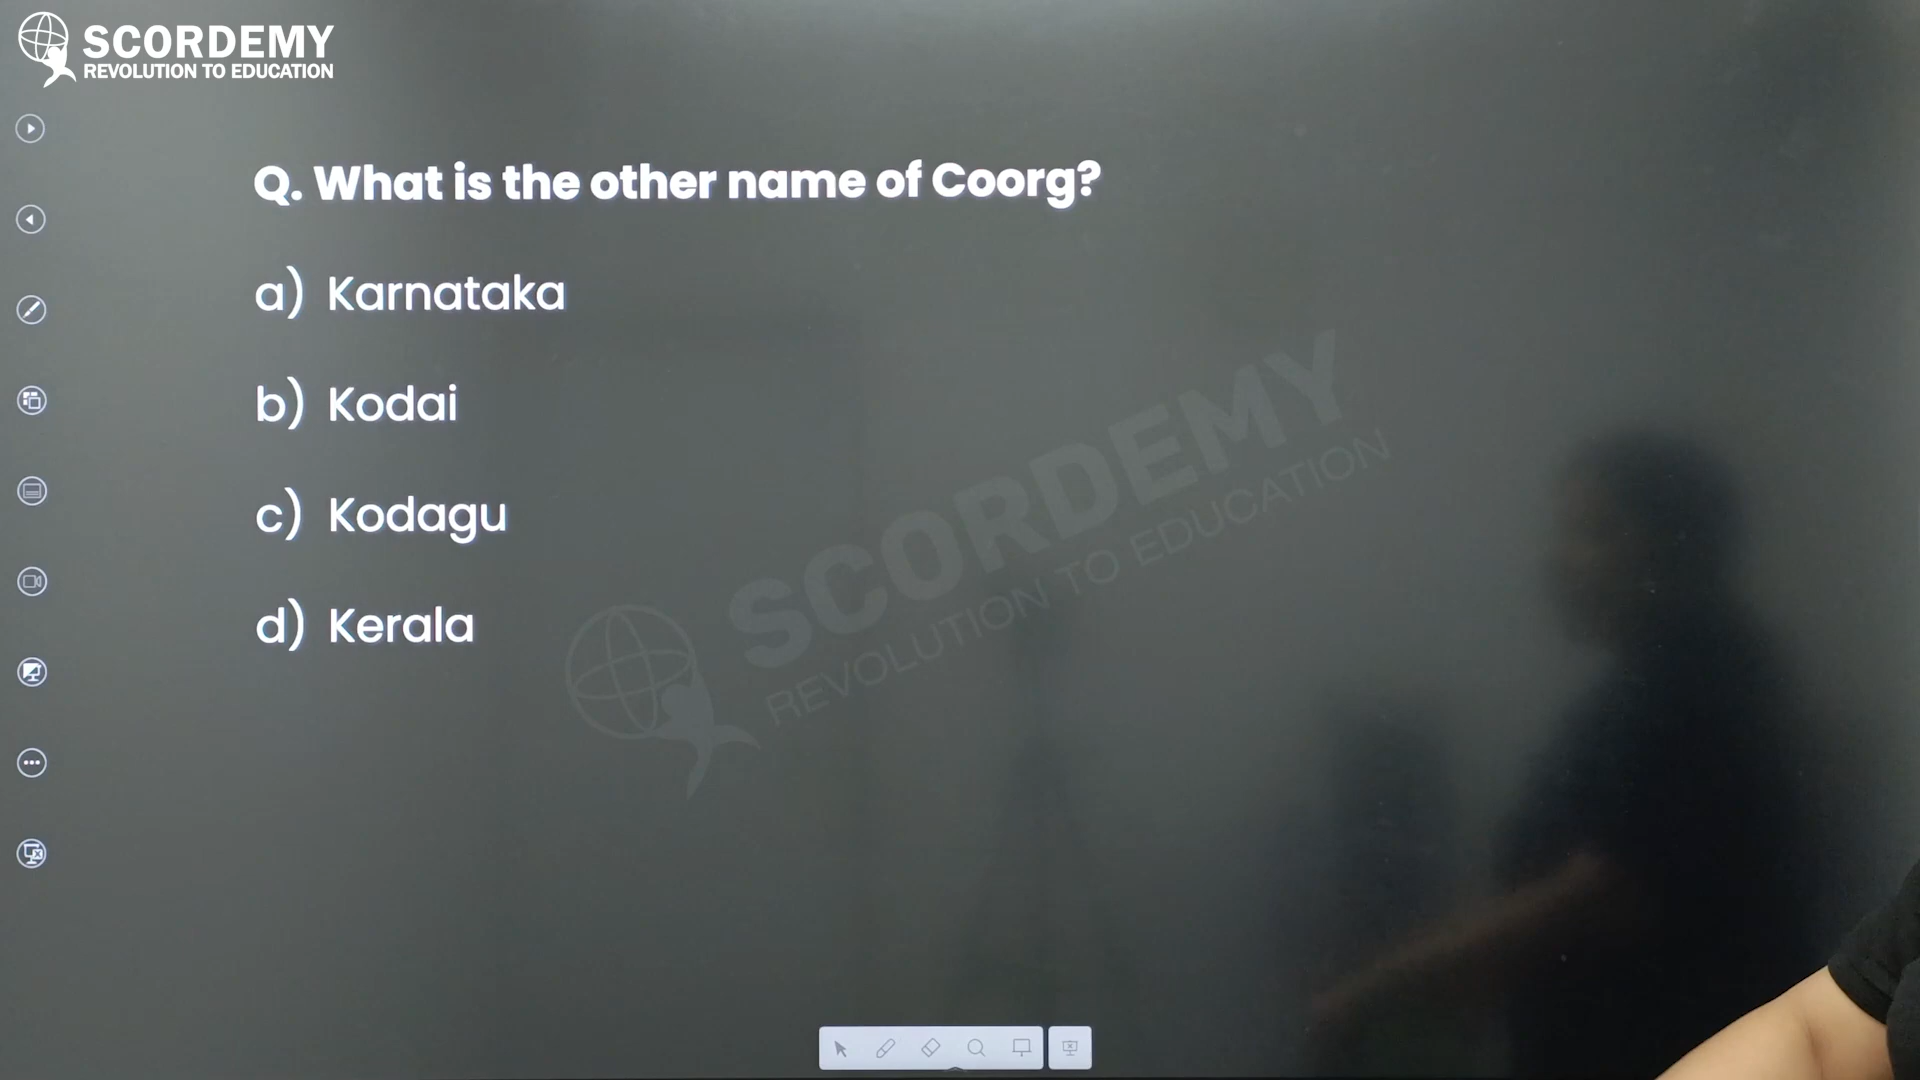 SCORDEMY
REVOLUTION TO EDUCATION
Q. What is the other name of Coorg?
a) Karnataka
b) Kodai
c) Kodagu
d) Kerala
SCORDEMY
REVOLUTION TO EDUCATION